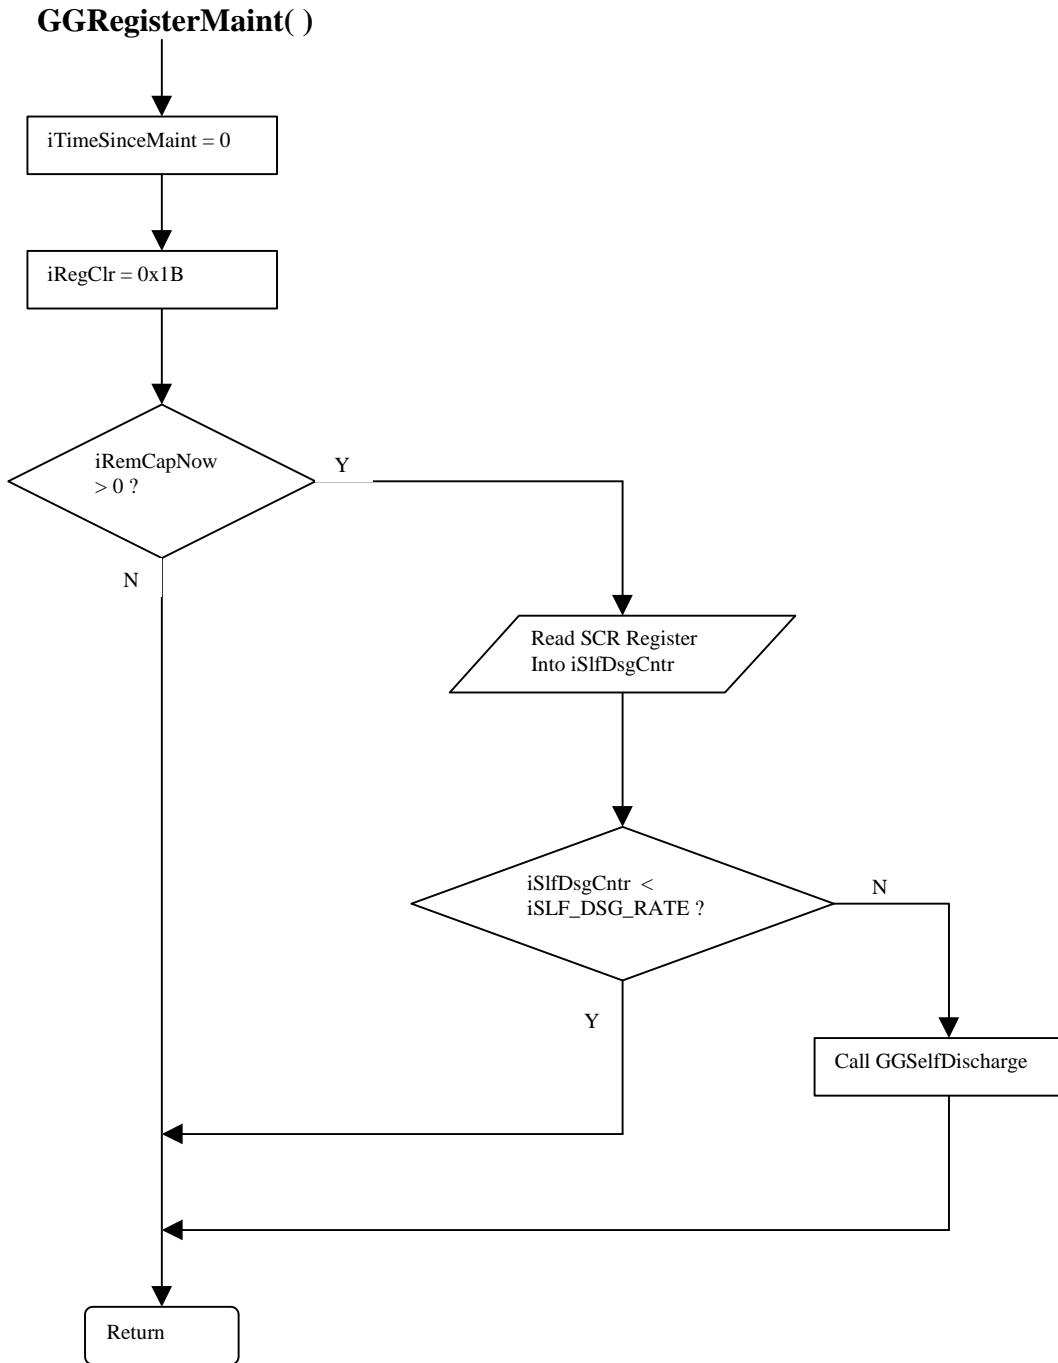 GGRegisterMaint( )
iTimeSinceMaint = 0
iRegClr = 0x1B
iRemCapNow
> 0 ?
Y
N
Read SCR Register
Into iSlfDsgCntr
iSlfDsgCntr <
iSLF_DSG_RATE ?
N
Y
Call GGSelfDischarge
Return